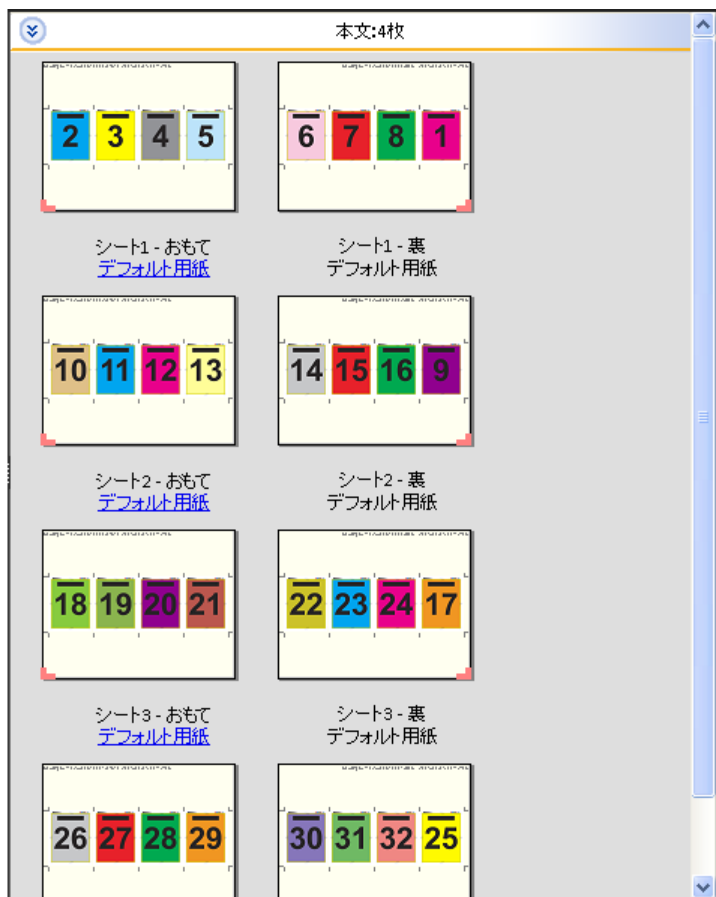 本文:4枚
2 3 4 5
6 7 8 1
シート1 - おもて
デフォルト用紙
シート1 - 裏
デフォルト用紙
10 11 12 13
14 15 16 9
シート2 - おもて
デフォルト用紙
シート2 - 裏
デフォルト用紙
18 19 20 21
22 23 24 17
シート3 - おもて
デフォルト用紙
シート3 - 裏
デフォルト用紙
26 27 28 29
30 31 32 25